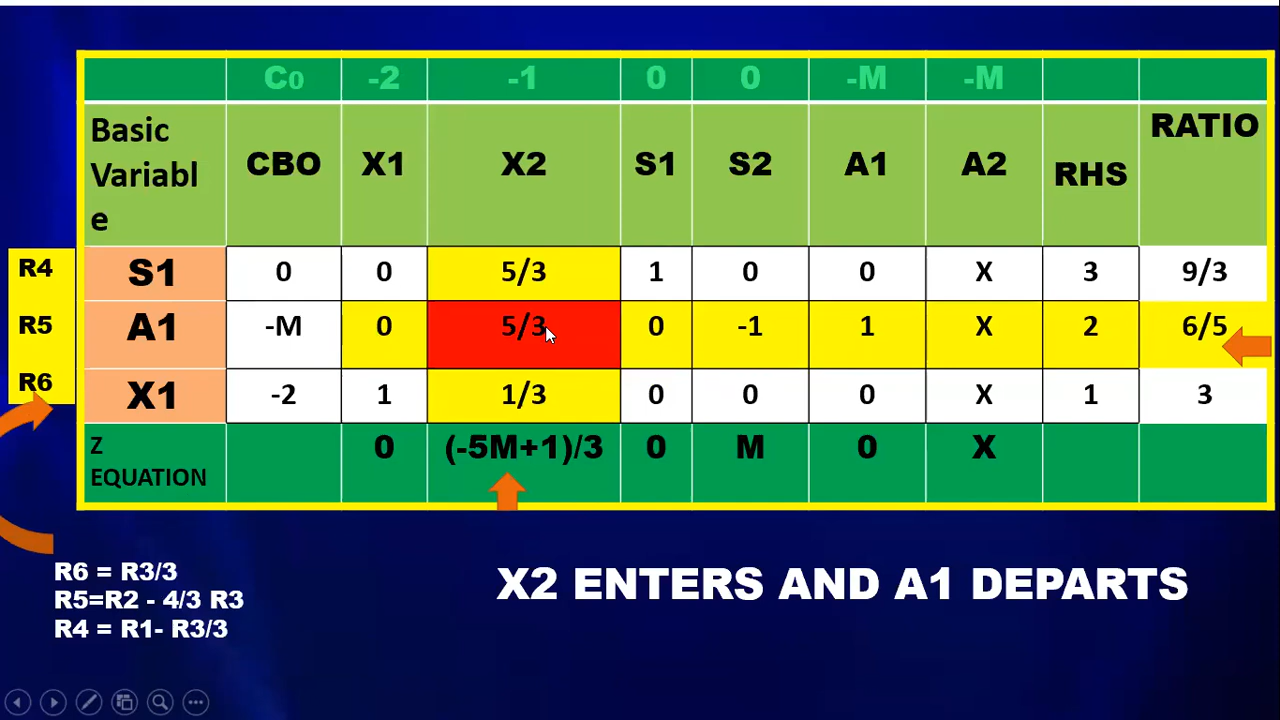 C0 -2 -1 0 0 -M -M
Basic Variabl e CBO X1 X2 S1 S2 A1 A2 RHS RATIO
R4 S1 0 0 5/3 1 0 0 X 3 9/3
R5 A1 -M 0 5/3 0 -1 1 X 2 6/5
R6 X1 -2 1 1/3 0 0 0 X 1 3
Z EQUATION 0 (-5M+1)/3 0 M 0 X
R6 = R3/3
R5=R2 - 4/3 R3
R4 = R1- R3/3
X2 ENTERS AND A1 DEPARTS